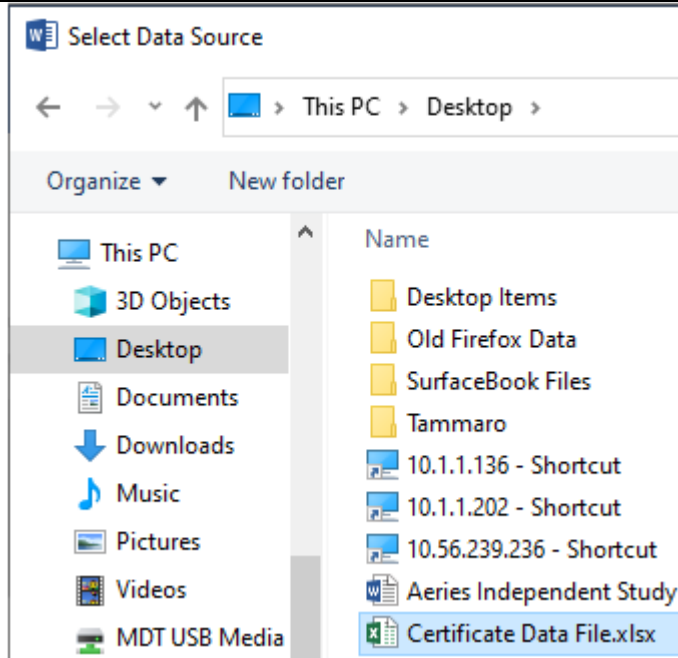 Select Data Source
This PC > Desktop >
Organize
New folder
This PC
3D Objects
Desktop
Documents
Downloads
Music
Pictures
Videos
MDT USB Media
Name
Desktop Items
Old Firefox Data
SurfaceBook Files
Tammaro
10.1.1.136 - Shortcut
10.1.1.202 - Shortcut
10.56.239.236 - Shortcut
Aeries Independent Study
Certificate Data File.xlsx